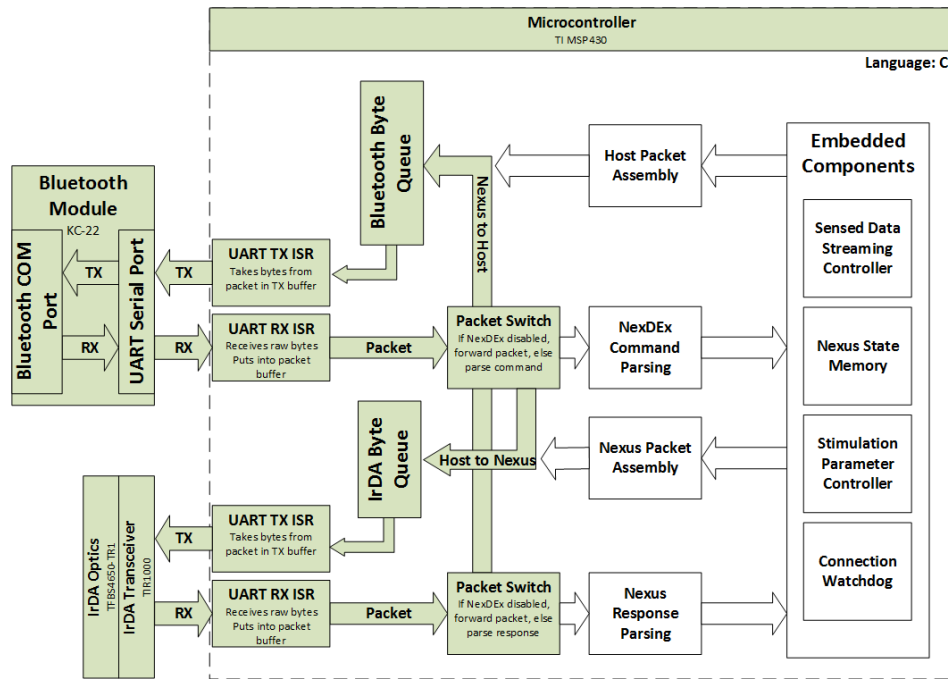 Microcontroller
TI MSP430
Language: C
Bluetooth Byte
Queue
Nexus to Host
Host Packet
Assembly
Embedded
Components
Sensed Data
Streaming
Controller
Nexus State
Memory
Stimulation
Parameter
Controller
Connection
Watchdog
Bluetooth
Module
KC-22
Bluetooth COM
Port
TX
RX
UART Serial Port
TX
RX
UART TX ISR
Takes bytes from
packet in TX buffer
UART RX ISR
Receives raw bytes
Puts into packet
buffer
Packet
Packet Switch
If NexDEx disabled,
forward packet, else
parse command
NexDEx
Command
Parsing
IrDA Byte
Queue
Host to Nexus
Nexus Packet
Assembly
IrDA Optics
TFBS4650-TR1
IrDA Transceiver
TIR1000
TX
RX
UART TX ISR
Takes bytes from
packet in TX buffer
UAR RX ISR
Receives raw bytes
Puts into packet
buffer
Packet
Packet Switch
If NexDEx disabled,
forward packet, else
parse response
Nexus
Response
Parsing